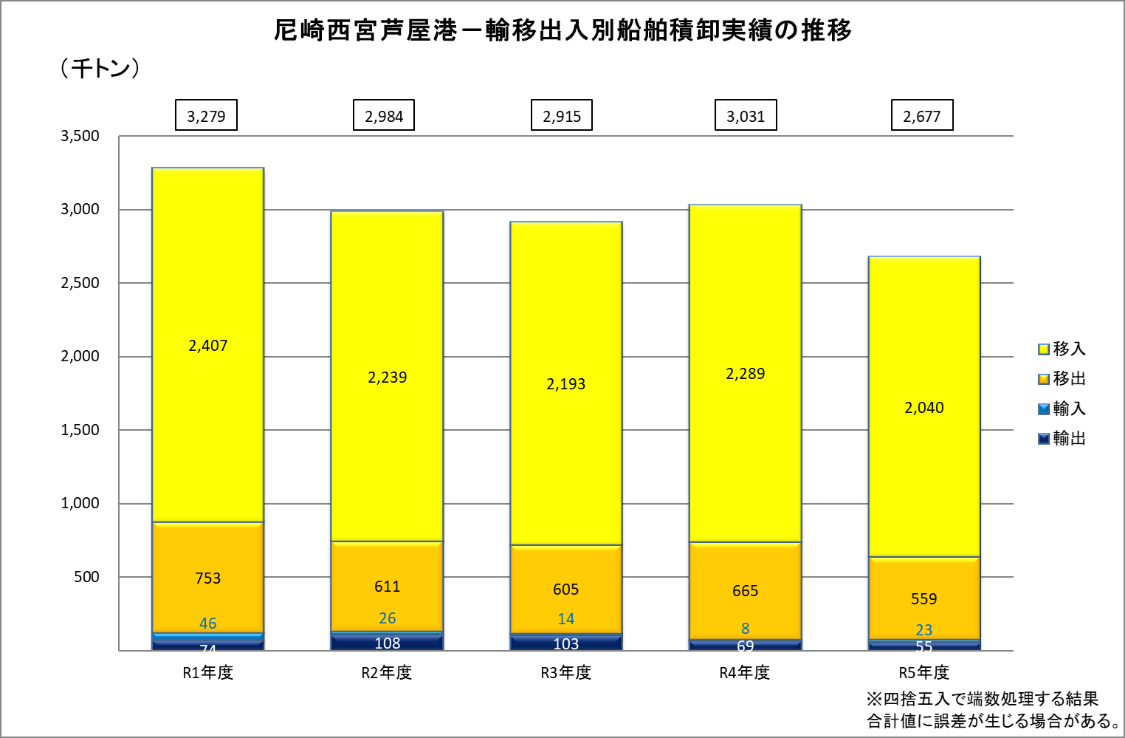 尼崎西宮芦屋港－輸移出入別船舶積卸実績の推移
（千トン）
3,279 2,984 2,915 3,031 2,677
3,500
3,000
2,500
2,000
1,500
1,000
500
2,407 2,239 2,193 2,289 2,040
753 611 605 665 559
46 26 14 8 23
74 108 103 69 55
R1年度 R2年度 R3年度 R4年度 R5年度
移入
移出
輸入
輸出
※四捨五入で端数処理する結果
合計値に誤差が生じる場合がある。